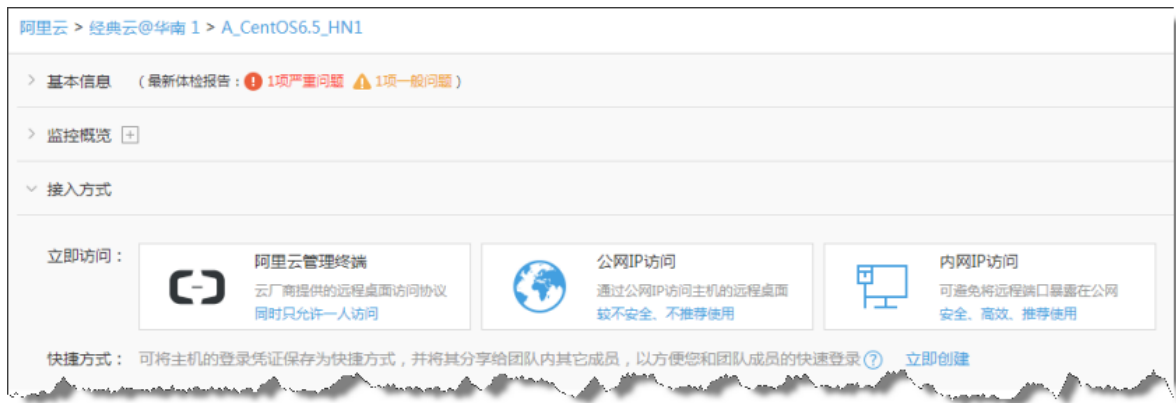 阿里云 > 经典云@华南 1 > A_CentOS6.5_HN1
基本信息 (最新体检报告: 1项严重问题 1项一般问题)
监控概览
接入方式
立即访问:
阿里云管理终端
云厂商提供的远程桌面访问协议
同时只允许一人访问
公网IP访问
通过公网IP访问主机的远程桌面
较不安全、不推荐使用
内网IP访问
可避免将远程端口暴露在公网
安全、高效、推荐使用
快捷方式: 可将主机的登录凭证保存为快捷方式,并将其分享给团队内其它成员,以方便您和团队成员的快速登录 ? 立即创建